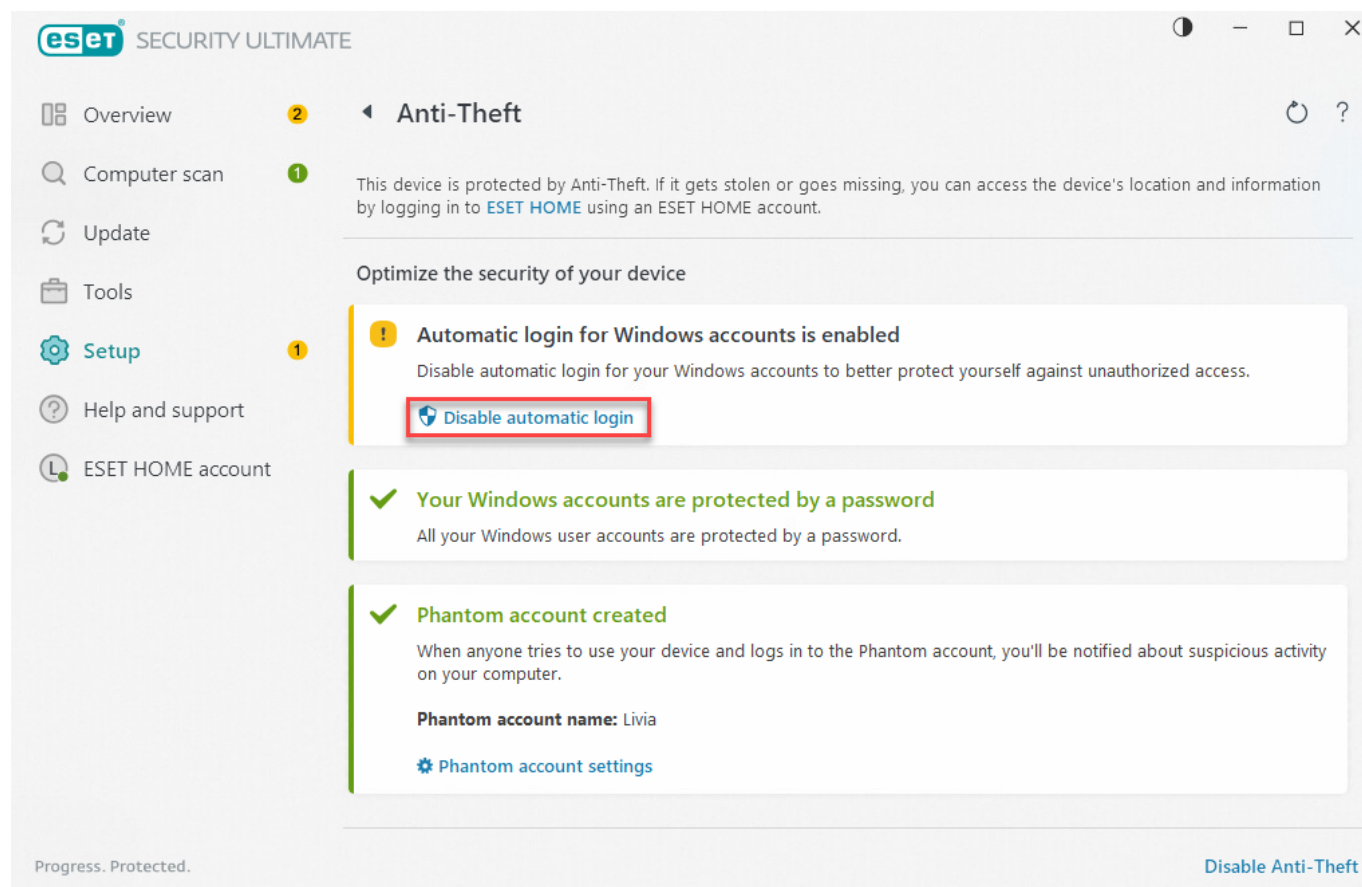 eset® SECURITY ULTIMATE
Overview 2
Computer scan 1
Update
Tools
Setup 1
Help and support
L ESET HOME account
Anti-Theft ?
This device is protected by Anti-Theft. If it gets stolen or goes missing, you can access the device's location and information
by logging in to ESET HOME using an ESET HOME account.
Optimize the security of your device
! Automatic login for Windows accounts is enabled
Disable automatic login for your Windows accounts to better protect yourself against unauthorized access.
Disable automatic login
Your Windows accounts are protected by a password
All your Windows user accounts are protected by a password.
Phantom account created
When anyone tries to use your device and logs in to the Phantom account, you'll be notified about suspicious activity
on your computer.
Phantom account name: Livia
Phantom account settings
Progress. Protected.
Disable Anti-Theft